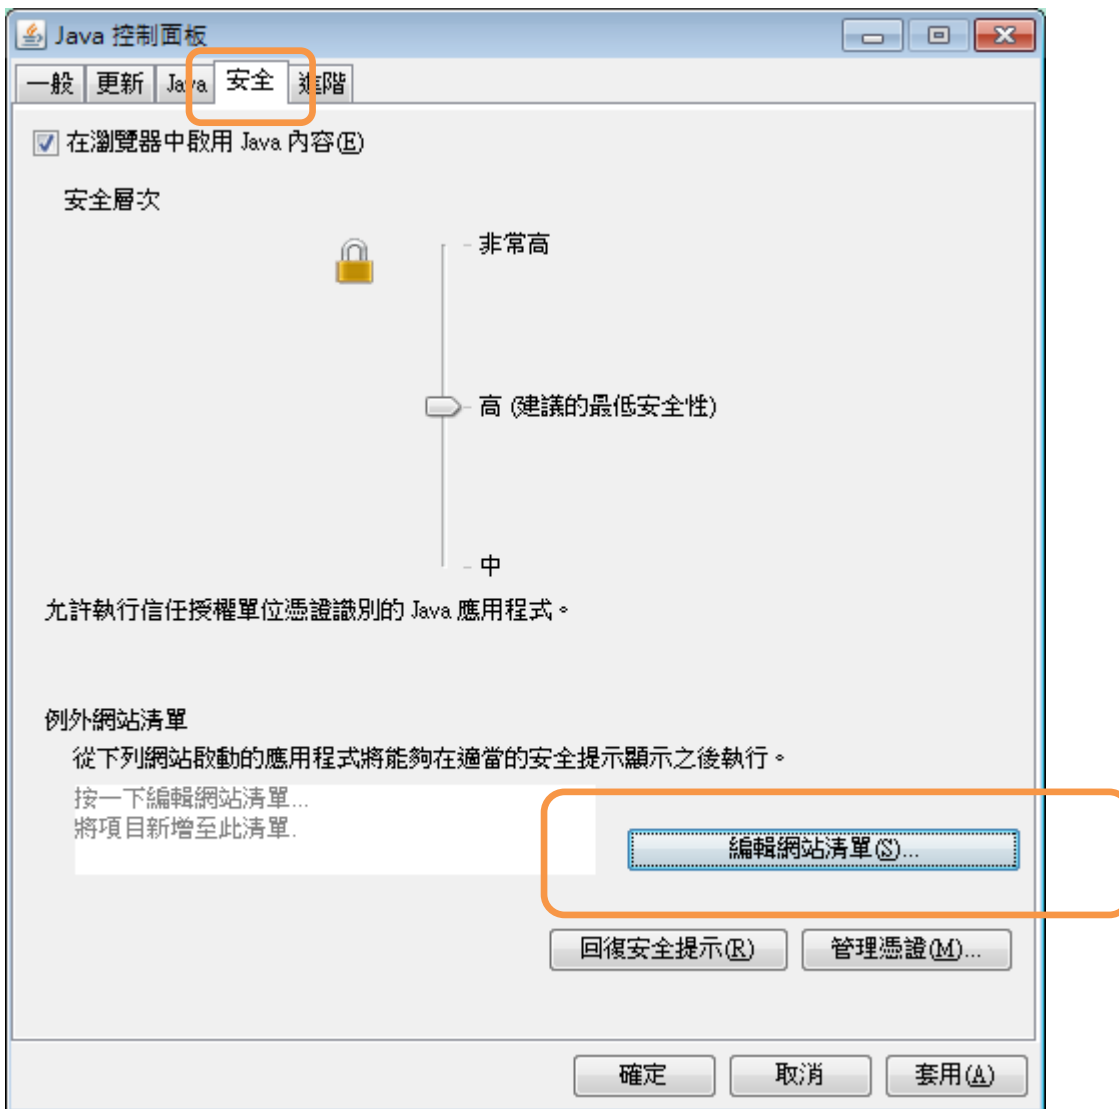 Java 控制面板
一般 更新 Java 安全 進階
在瀏覽器中啟用 Java 內容(E)
安全層次
非常高
高 (建議的最低安全性)
中
允許執行信任授權單位憑證識別的 Java 應用程式。
例外網站清單
從下列網站啟動的應用程式將能夠在適當的安全提示顯示之後執行。
按一下編輯網站清單...
將項目新增至此清單.
編輯網站清單(S)...
回復安全提示(R) 管理憑證(M)...
確定 取消 套用(A)